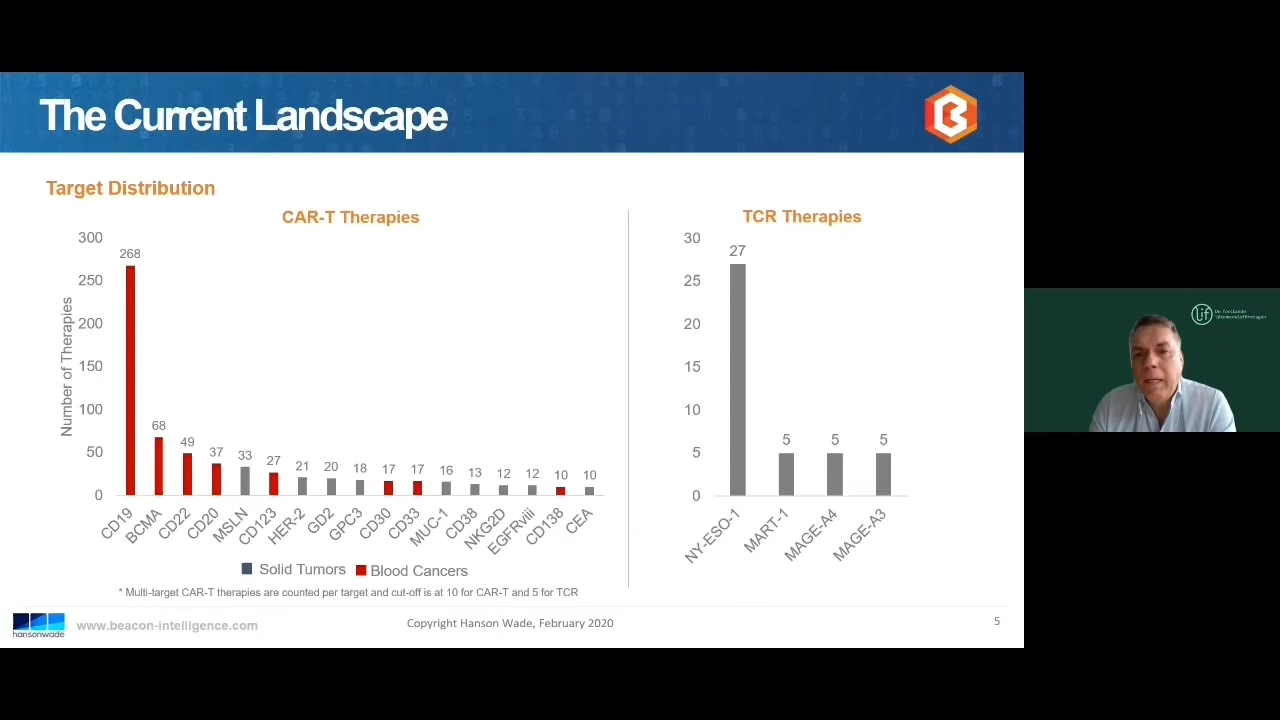 The Current Landscape
Target Distribution
CAR-T Therapies
Number of Therapies
300
250
200
150
100
50
0
268
68
49
37
33
27
21
20
18
17
17
16
13
12
12
10
10
CD19
BCMA
CD22
CD20
MSLN
CD123
HER-2
GD2
GPC3
CD30
CD33
MUC-1
CD38
NKG2D
EGFRviii
CD138
CEA
Solid Tumors
Blood Cancers
* Multi-target CAR-T therapies are counted per target and cut-off is at 10 for CAR-T and 5 for TCR
TCR Therapies
30
25
20
15
10
5
0
27
5
5
5
NY-ESO-1
MART-1
MAGE-A4
MAGE-A3
hansonwade
www.beacon-intelligence.com
Copyright Hanson Wade, February 2020
5
lif
De forskande
läkemedelsföretagen